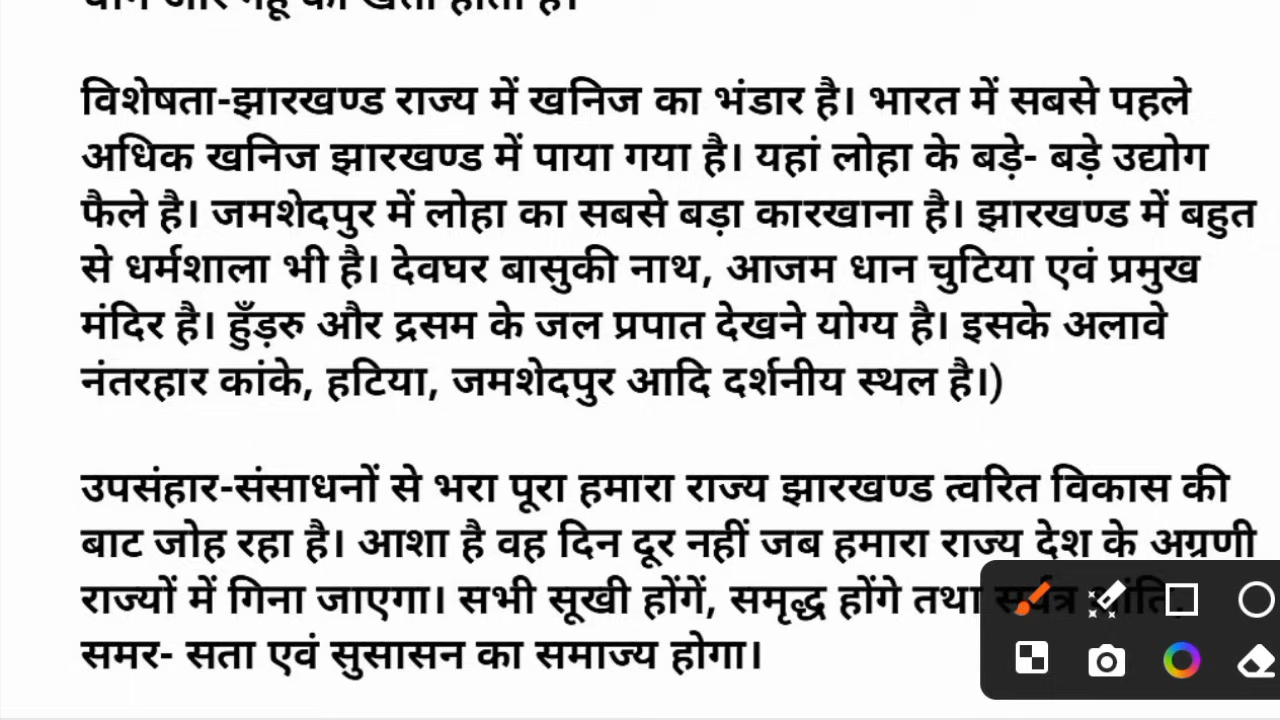 विशेषता-झारखण्ड राज्य में खनिज का भंडार है। भारत में सबसे पहले
अधिक खनिज झारखण्ड में पाया गया है। यहां लोहा के बड़े- बड़े उद्योग
फैले है। जमशेदपुर में लोहा का सबसे बड़ा कारखाना है। झारखण्ड में बहुत
से धर्मशाला भी है। देवघर बासुकी नाथ, आजम धान चुटिया एवं प्रमुख
मंदिर है। हुँड़रु और द्रसम के जल प्रपात देखने योग्य है। इसके अलावे
नंतरहार कांके, हटिया, जमशेदपुर आदि दर्शनीय स्थल है।)
उपसंहार-संसाधनों से भरा पूरा हमारा राज्य झारखण्ड त्वरित विकास की
बाट जोह रहा है। आशा है वह दिन दूर नहीं जब हमारा राज्य देश के अग्रणी
राज्यों में गिना जाएगा। सभी सूखी होंगें, समृद्ध होंगे तथा
समर- सता एवं सुसासन का समाज्य होगा।